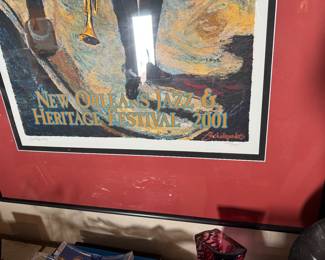 New Orleans Jazz &
Heritage Festival 2001